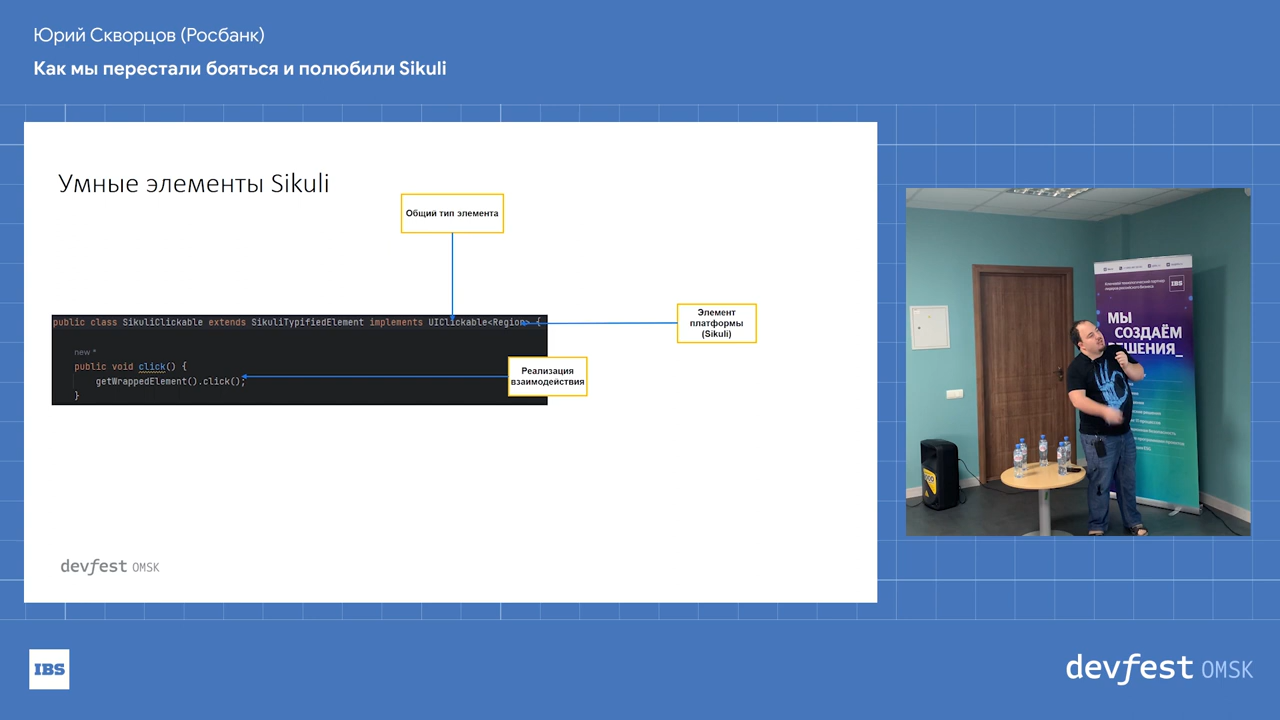 Юрий Скворцов (Росбанк)
Как мы перестали бояться и полюбили Sikuli
Умные элементы Sikuli
Общий тип элемента
Элемент
платформы
(Sikuli)
public class SikuliClickable extends SikuliTypifiedElement implements UIClickable<Region> {
new *
public void click() {
getWrappedElement().click();
}
Реализация
взаимодействия
devfest OMSK
IBS
МЫ
СОЗДАЁМ
РЕШЕНИЯ_
IBS
devfest OMSK